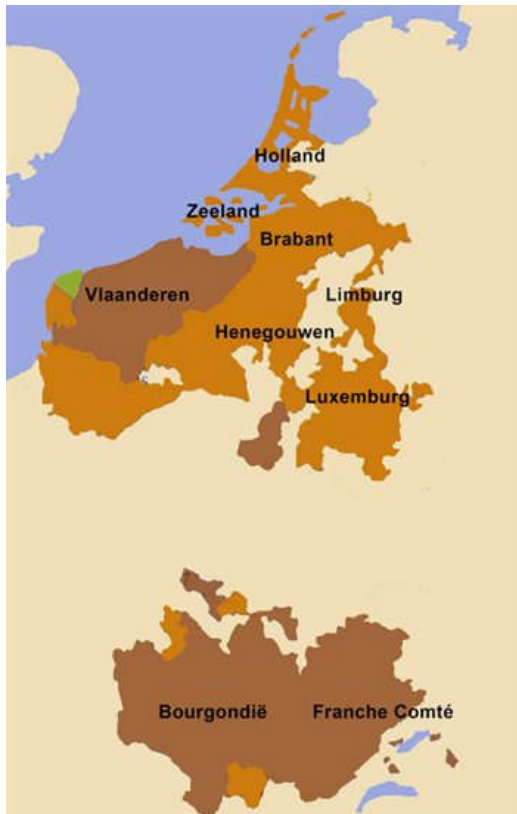 Holland
Zeeland
Brabant
Vlaanderen
Limburg
Henegouwen
Luxemburg
Bourgondië
Franche Comté